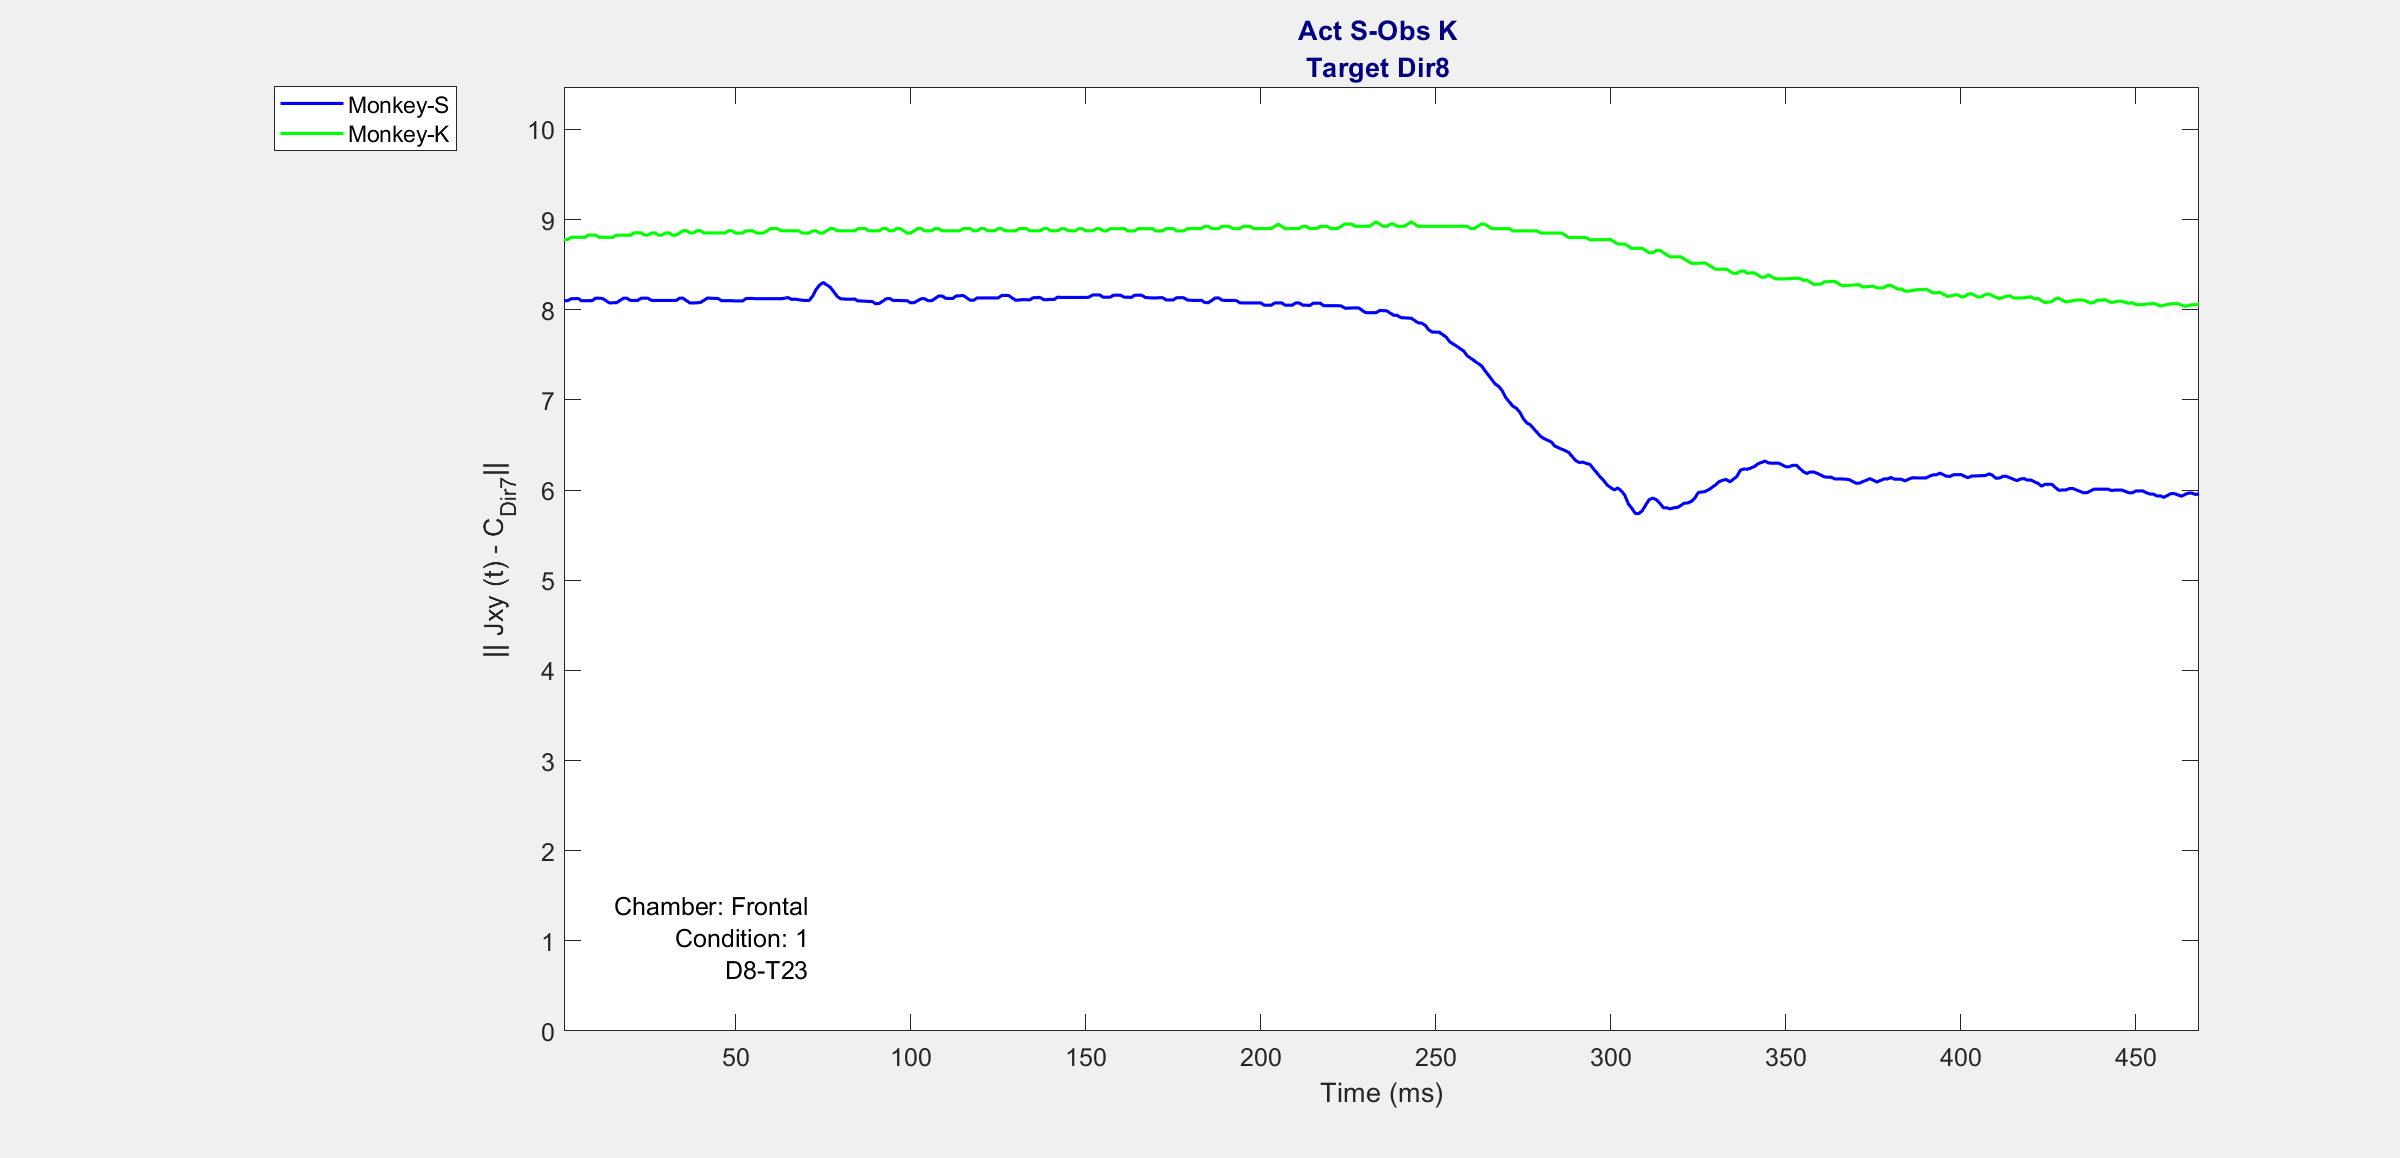 Act S-Obs K
Target Dir8
Monkey-S
Monkey-K
10
9
8
7
6
5
4
3
2
1
0
|| Jxy (t) - C_Dir7||
Chamber: Frontal
Condition: 1
D8-T23
50 100 150 200 250 300 350 400 450
Time (ms)